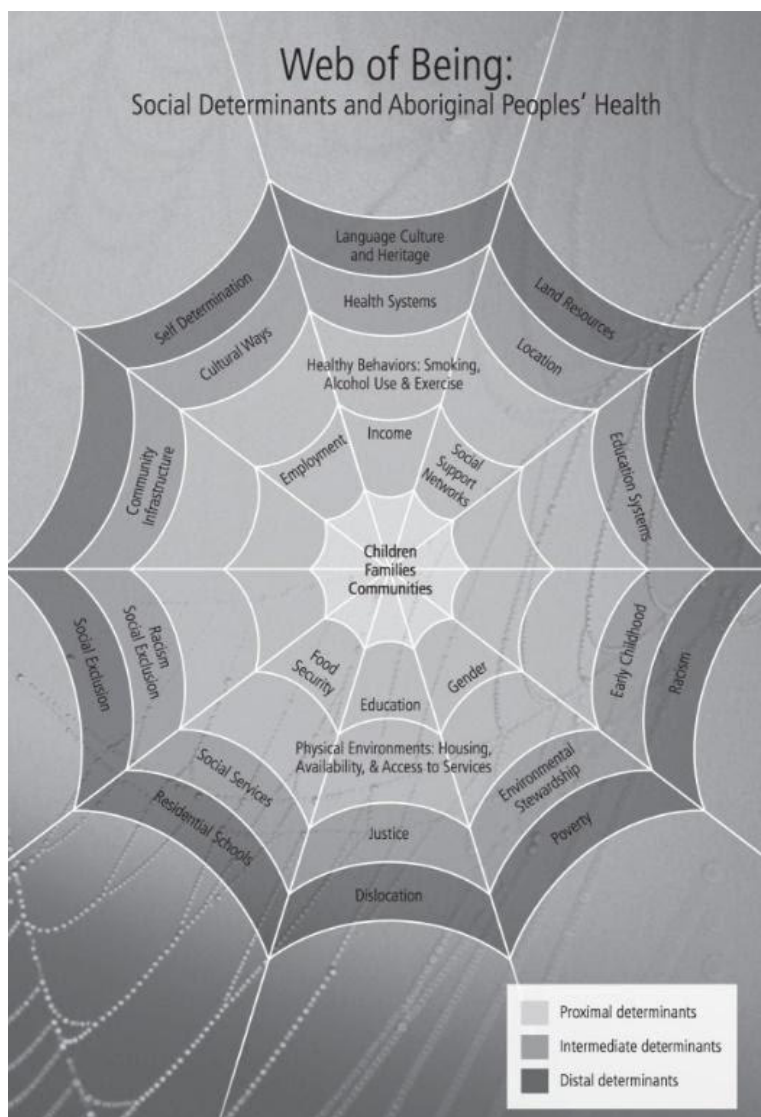 Web of Being:
Social Determinants and Aboriginal Peoples' Health
Language Culture
and Heritage
Self Determination
Land Resources
Health Systems
Cultural Ways
Location
Healthy Behaviors: Smoking,
Alcohol Use & Exercise
Income
Employment
Social
Support
Networks
Community
Infrastructure
Education Systems
Children
Families
Communities
Social Exclusion
Racism
Social Exclusion
Food
Security
Education
Gender
Early Childhood
Racism
Physical Environments: Housing,
Availability, & Access to Services
Social Services
Environmental
Stewardship
Residential Schools
Justice
Poverty
Dislocation
Proximal determinants
Intermediate determinants
Distal determinants